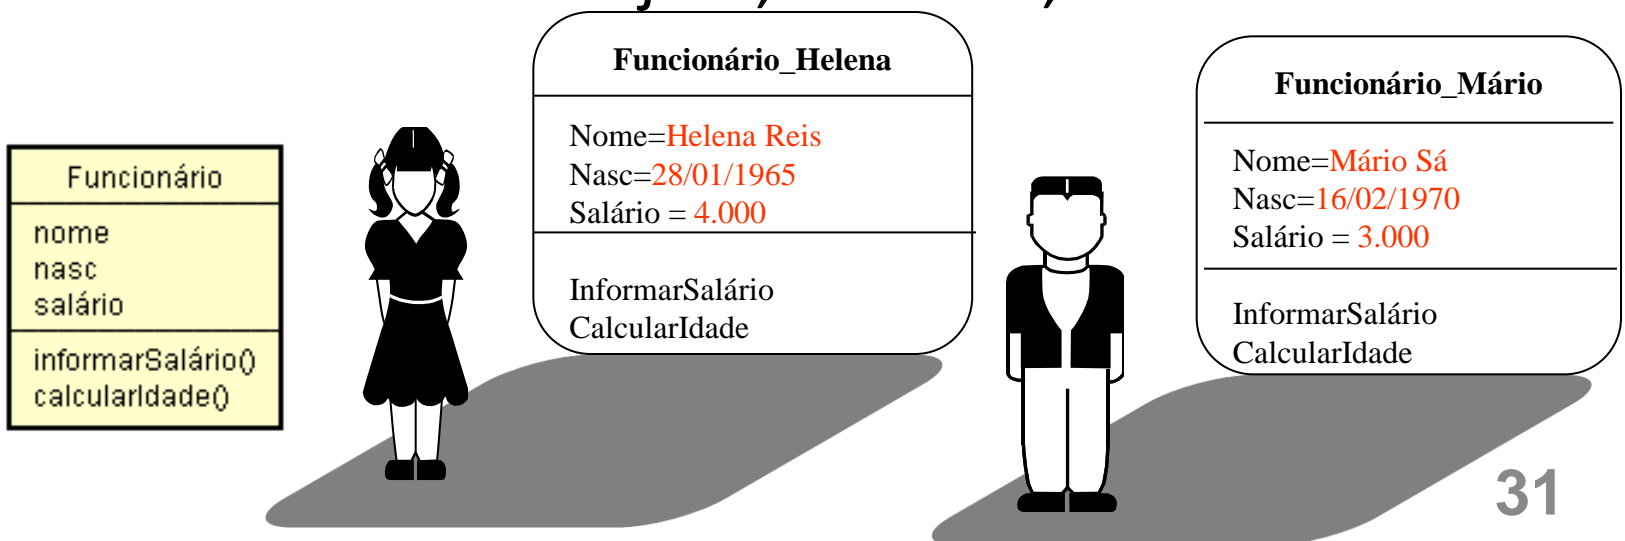 Funcionário
nome
nasc
salário
informarSalário()
calcularIdade()
Funcionário_Helena
Nome=Helena Reis
Nasc=28/01/1965
Salário = 4.000
InformarSalário
CalcularIdade
Funcionário_Mário
Nome=Mário Sá
Nasc=16/02/1970
Salário = 3.000
InformarSalário
CalcularIdade
31